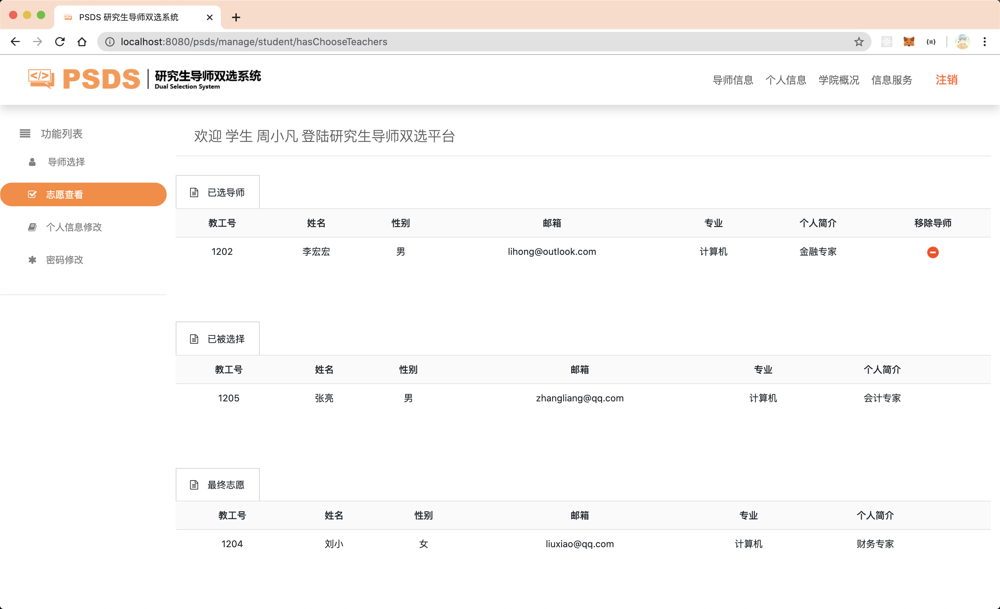 PSDS 研究生导师双选系统
localhost:8080/psds/manage/student/hasChooseTeachers
</> PSDS 研究生导师双选系统
Dual Selection System
导师信息 个人信息 学院概况 信息服务 注销
功能列表
导师选择
志愿查看
个人信息修改
密码修改
欢迎 学生 周小凡 登陆研究生导师双选平台
已选导师
教工号 姓名 性别 邮箱 专业 个人简介 移除导师
1202 李宏宏 男 lihong@outlook.com 计算机 金融专家
已被选择
教工号 姓名 性别 邮箱 专业 个人简介
1205 张亮 男 zhangliang@qq.com 计算机 会计专家
最终志愿
教工号 姓名 性别 邮箱 专业 个人简介
1204 刘小 女 liuxiao@qq.com 计算机 财务专家